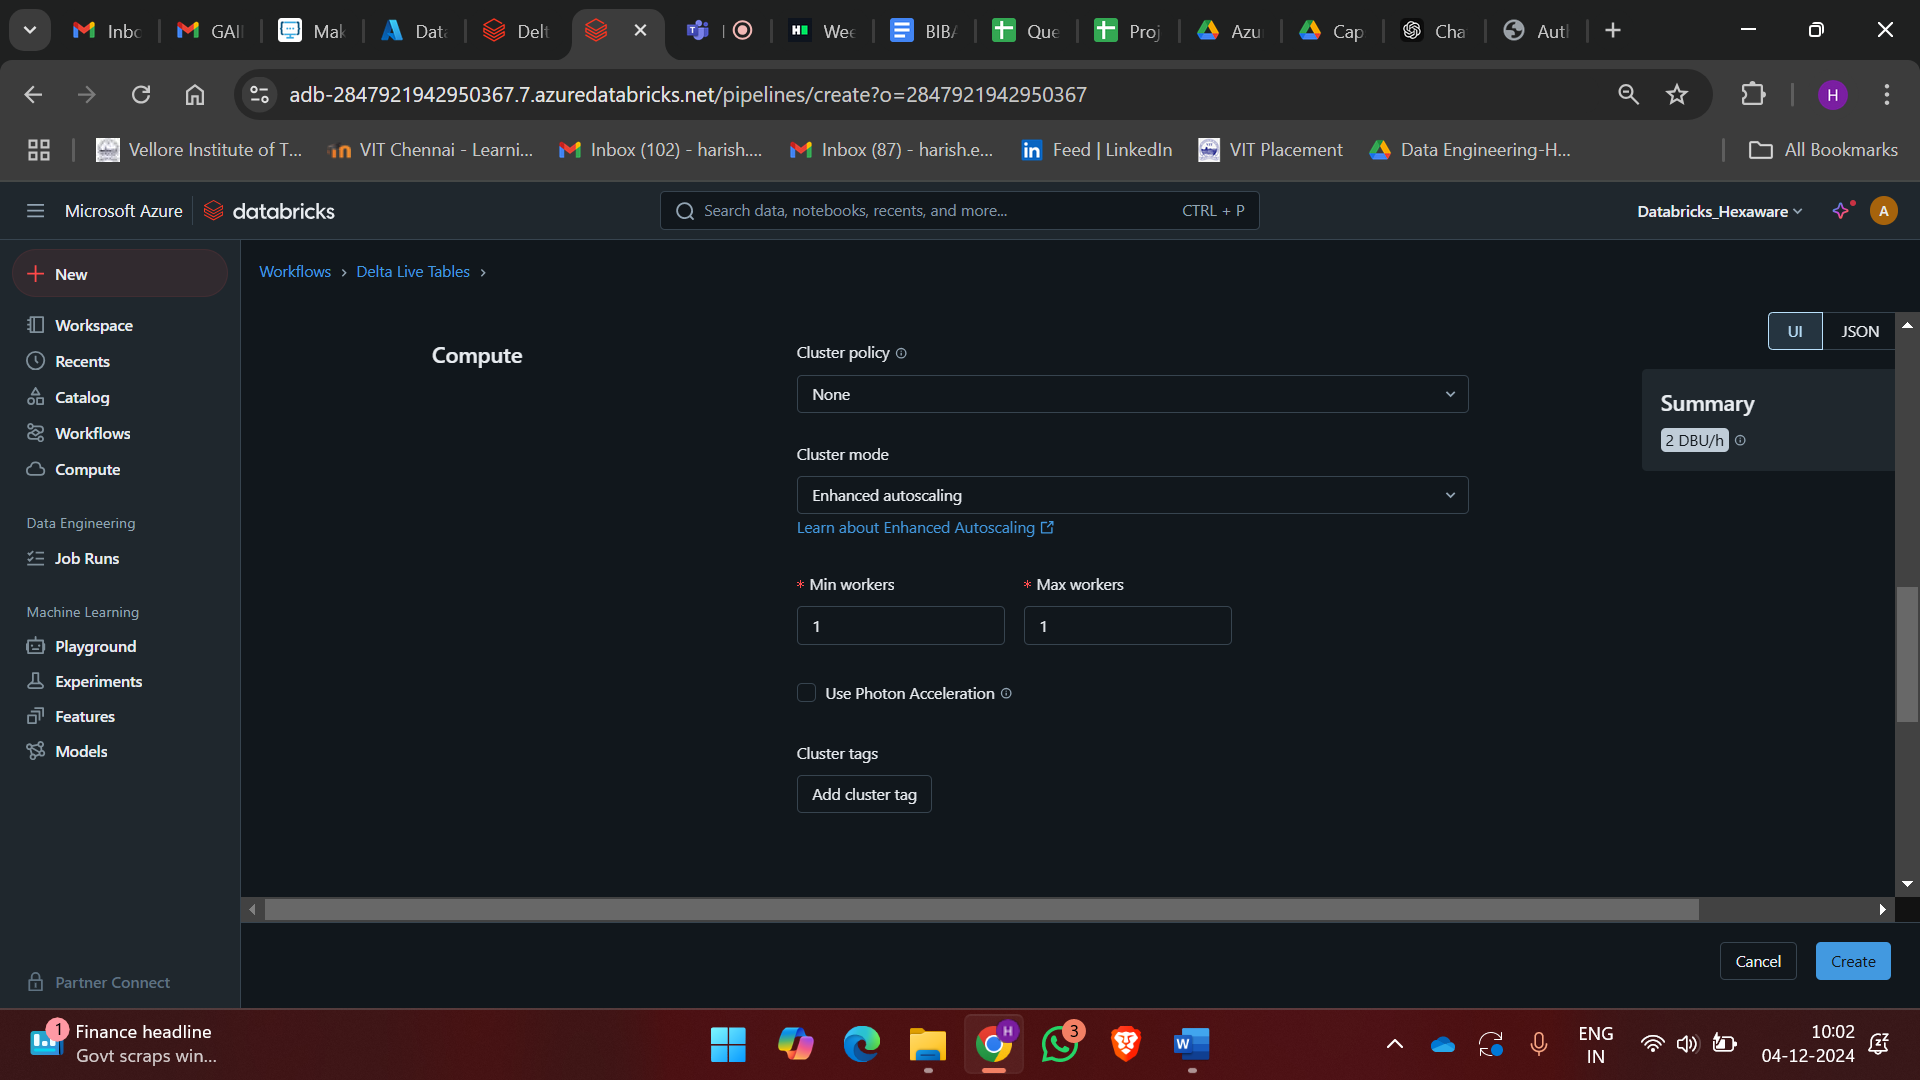 Inbc
GAII
Mak
Data
Delt
Wee
BIBA
Que
Proj
Azu
Cap
Cha
Auth
adb-2847921942950367.7.azuredatabricks.net/pipelines/create?o=2847921942950367
H
Vellore Institute of T...
VIT Chennai - Learni...
Inbox (102) - harish....
Inbox (87) - harish.e...
Feed | LinkedIn
VIT Placement
Data Engineering-H...
All Bookmarks
Microsoft Azure
databricks
Search data, notebooks, recents, and more...
CTRL + P
Databricks_Hexaware
A
New
Workspace
Recents
Catalog
Workflows
Compute
Data Engineering
Job Runs
Machine Learning
Playground
Experiments
Features
Models
Partner Connect
Workflows › Delta Live Tables ›
UI
JSON
Compute
Cluster policy
None
Cluster mode
Enhanced autoscaling
Learn about Enhanced Autoscaling
* Min workers
* Max workers
1
1
Use Photon Acceleration
Cluster tags
Add cluster tag
Summary
2 DBU/h
Cancel
Create
1
Finance headline
Govt scraps win...
H
3
W
ENG
IN
10:02
04-12-2024